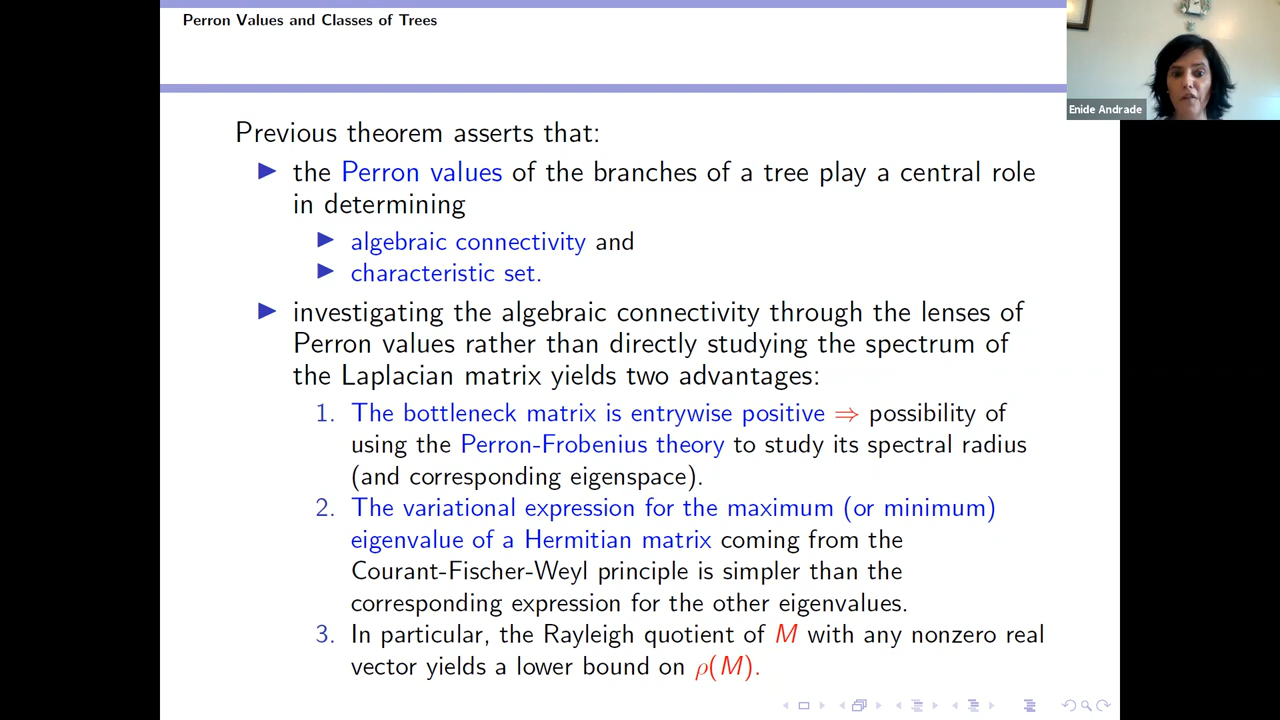 Perron Values and Classes of Trees
Enide Andrade
Previous theorem asserts that:
the Perron values of the branches of a tree play a central role
in determining
algebraic connectivity and
characteristic set.
investigating the algebraic connectivity through the lenses of
Perron values rather than directly studying the spectrum of
the Laplacian matrix yields two advantages:
1. The bottleneck matrix is entrywise positive ⇒ possibility of
using the Perron-Frobenius theory to study its spectral radius
(and corresponding eigenspace).
2. The variational expression for the maximum (or minimum)
eigenvalue of a Hermitian matrix coming from the
Courant-Fischer-Weyl principle is simpler than the
corresponding expression for the other eigenvalues.
3. In particular, the Rayleigh quotient of M with any nonzero real
vector yields a lower bound on ρ(M).